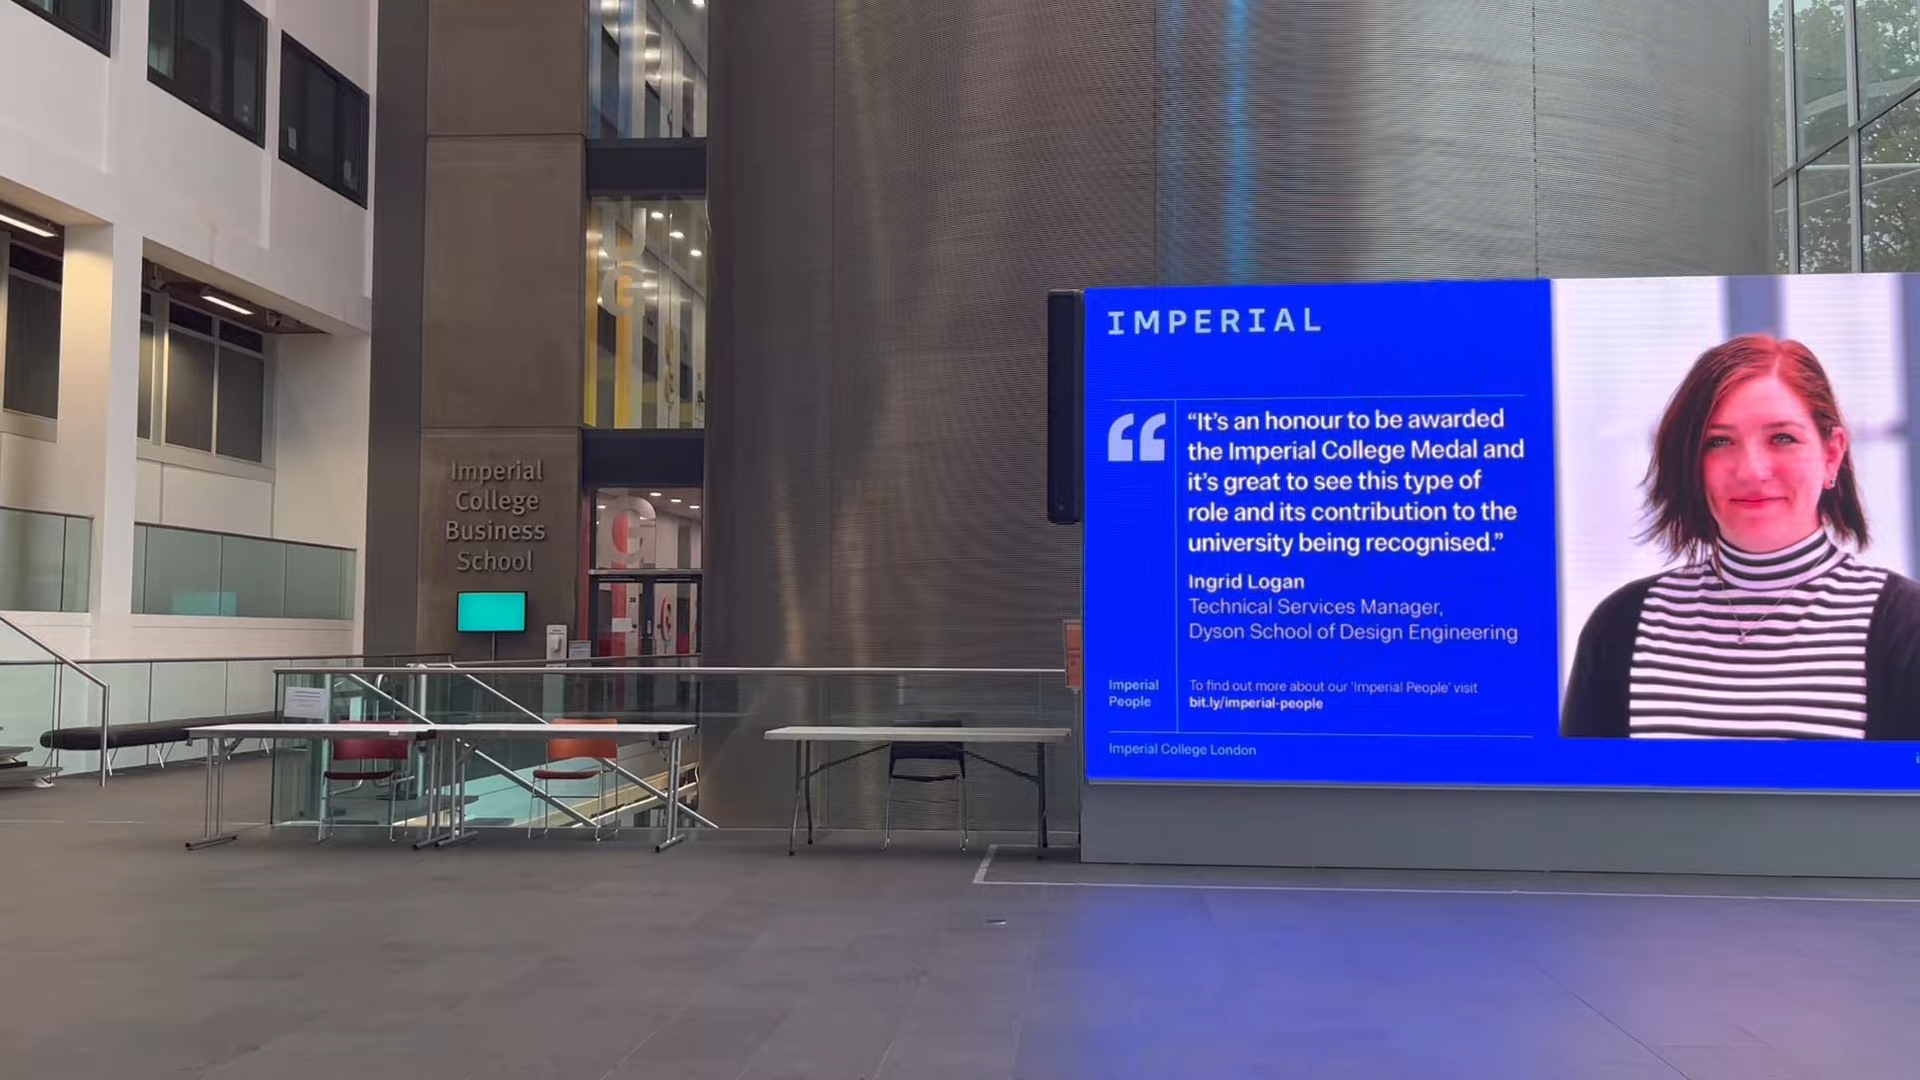 Imperial
College
Business
School
IMPERIAL
“It’s an honour to be awarded
the Imperial College Medal and
it’s great to see this type of
role and its contribution to the
university being recognised.”
Ingrid Logan
Technical Services Manager,
Dyson School of Design Engineering
Imperial
People
To find out more about our ‘Imperial People’ visit
bit.ly/imperial-people
Imperial College London